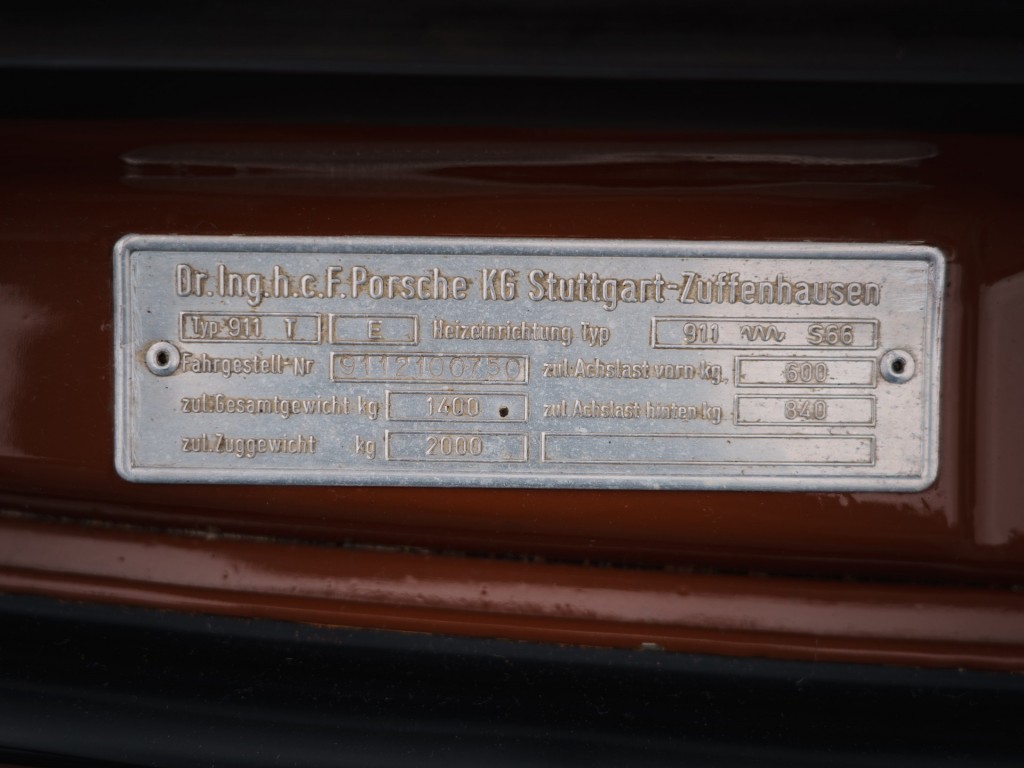 Dr.Ing.h.c.F.Porsche KG Stuttgart-Zuffenhausen
Typ 911 T E Heizeinrichtung Typ 911 S66
Fahrgestell-Nr 9112100750 zul.Achslast vorn kg 600
zul.Gesamtgewicht kg 1400 zul.Achslast hinten kg 840
zul.Zuggewicht kg 2000